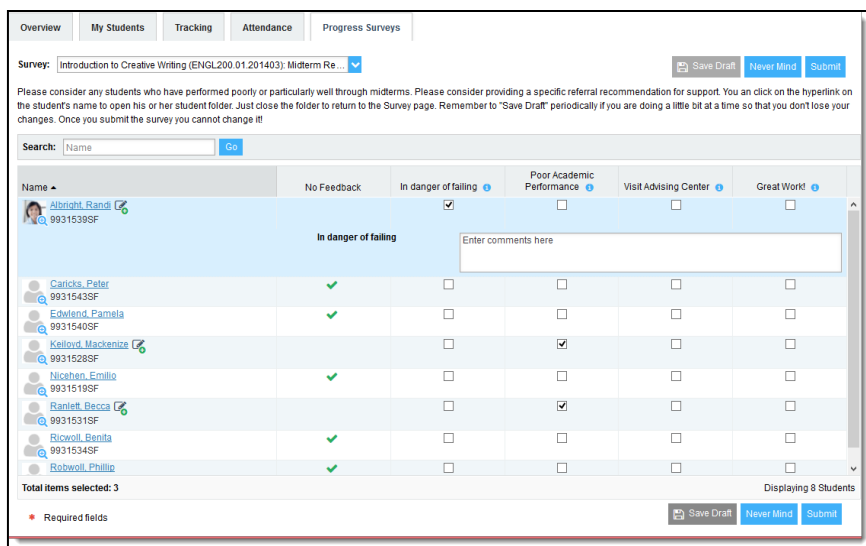 Overview My Students Tracking Attendance Progress Surveys
Survey: Introduction to Creative Writing (ENGL200.01.201403): Midterm Re... Save Draft Never Mind Submit
Please consider any students who have performed poorly or particularly well through midterms. Please consider providing a specific referral recommendation for support. You an click on the hyperlink on
the student's name to open his or her student folder. Just close the folder to return to the Survey page. Remember to "Save Draft" periodically if you are doing a little bit at a time so that you don't lose your
changes. Once you submit the survey you cannot change it!
Search: Name Go
Name No Feedback In danger of failing Poor Academic Performance Visit Advising Center Great Work!
Albright, Randi
9931539SF
In danger of failing Enter comments here
Caricks, Peter
9931543SF
Edwlend, Pamela
9931540SF
Keiloyd, Mackenize
9931528SF
Nicehen, Emilio
9931519SF
Ranlett, Becca
9931531SF
Ricwoll, Benita
9931534SF
Robwoll, Phillip
Total items selected: 3 Displaying 8 Students
* Required fields Save Draft Never Mind Submit